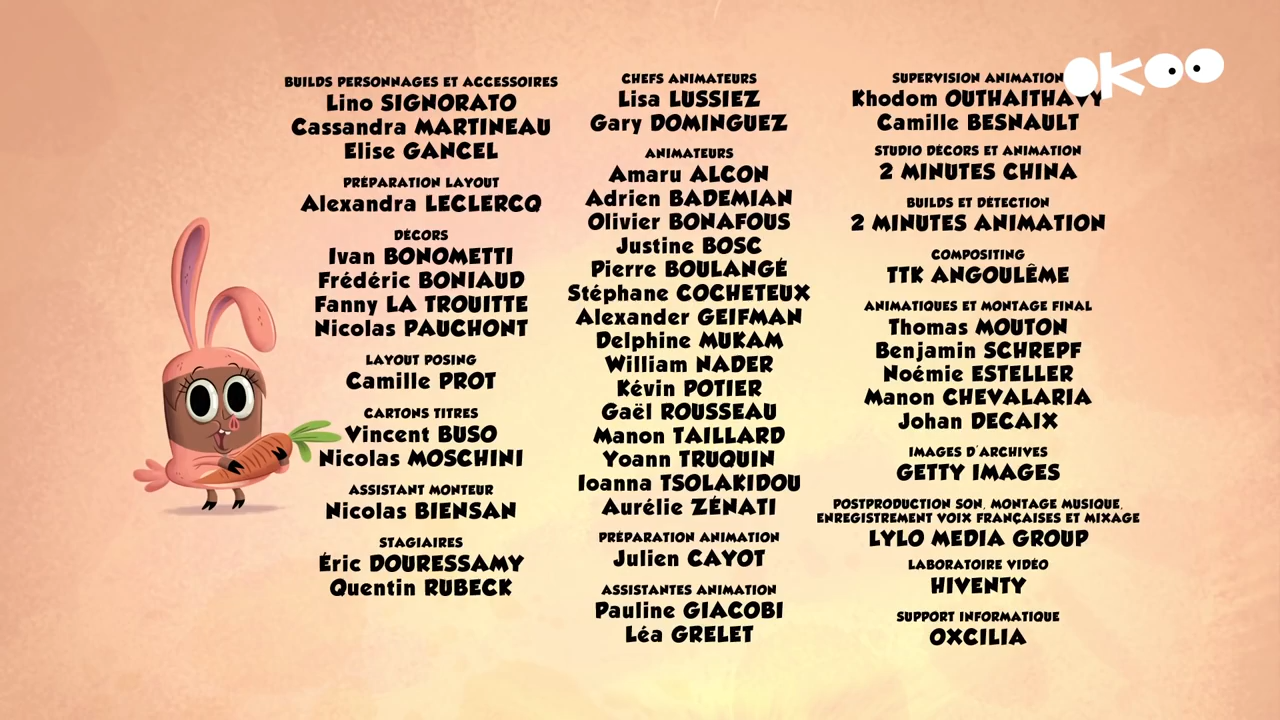 BUILDS PERSONNAGES ET ACCESSOIRES
Lino SIGNORATO
Cassandra MARTINEAU
Elise GANCEL
PRÉPARATION LAYOUT
Alexandra LECLERCQ
DÉCORS
Ivan BONOMETTI
Frédéric BONIAUD
Fanny LA TROUITTE
Nicolas PAUCHONT
LAYOUT POSING
Camille PROT
CARTONS TITRES
Vincent BUSO
Nicolas MOSCHINI
ASSISTANT MONTEUR
Nicolas BIENSAN
STAGIAIRES
Éric DOURESSAMY
Quentin RUBECK
CHEFS ANIMATEURS
Lisa LUSSIEZ
Gary DOMINGUEZ
ANIMATEURS
Amaru ALCON
Adrien BADEMIAN
Olivier BONAFOUS
Justine BOSC
Pierre BOULANGÉ
Stéphane COCHETEUX
Alexander GEIFMAN
Delphine MUKAM
William NADER
Kévin POTIER
Gaël ROUSSEAU
Manon TAILLARD
Yoann TRUQUIN
Ioanna TSOLAKIDOU
Aurélie ZÉNATI
PRÉPARATION ANIMATION
Julien CAYOT
ASSISTANTES ANIMATION
Pauline GIACOBI
Léa GRELET
OKOO
SUPERVISION ANIMATION
Khodom OUTHAITHAVY
Camille BESNAULT
STUDIO DÉCORS ET ANIMATION
2 MINUTES CHINA
BUILDS ET DÉTECTION
2 MINUTES ANIMATION
COMPOSITING
TTK ANGOULÊME
ANIMATIQUES ET MONTAGE FINAL
Thomas MOUTON
Benjamin SCHREPF
Noémie ESTELLER
Manon CHEVALARIA
Johan DECAIX
IMAGES D'ARCHIVES
GETTY IMAGES
POSTPRODUCTION SON, MONTAGE MUSIQUE,
ENREGISTREMENT VOIX FRANÇAISES ET MIXAGE
LYLO MEDIA GROUP
LABORATOIRE VIDÉO
HIVENTY
SUPPORT INFORMATIQUE
OXCILIA